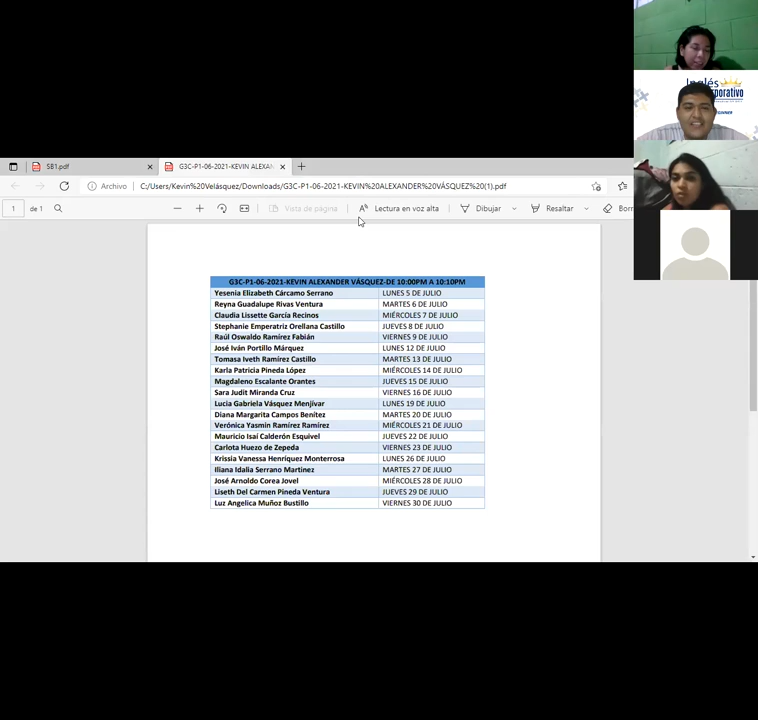 Inglés
orporativo
SB1.pdf
G3C-P1-06-2021-KEVIN ALEXAN
Archivo
C:/Users/Kevin%20Velásquez/Downloads/G3C-P1-06-2021-KEVIN%20ALEXANDER%20VÁSQUEZ%20(1).pdf
1 de 1 Vista de página Lectura en voz alta Dibujar Resaltar Borr
G3C-P1-06-2021-KEVIN ALEXANDER VÁSQUEZ-DE 10:00PM A 10:10PM
Yesenia Elizabeth Cárcamo Serrano LUNES 5 DE JULIO
Reyna Guadalupe Rivas Ventura MARTES 6 DE JULIO
Claudia Lissette García Recinos MIÉRCOLES 7 DE JULIO
Stephanie Emperatriz Orellana Castillo JUEVES 8 DE JULIO
Raúl Oswaldo Ramírez Fabián VIERNES 9 DE JULIO
José Iván Portillo Márquez LUNES 12 DE JULIO
Tomasa Iveth Ramírez Castillo MARTES 13 DE JULIO
Karla Patricia Pineda López MIÉRCOLES 14 DE JULIO
Magdaleno Escalante Orantes JUEVES 15 DE JULIO
Sara Judit Miranda Cruz VIERNES 16 DE JULIO
Lucia Gabriela Vásquez Menjívar LUNES 19 DE JULIO
Diana Margarita Campos Benítez MARTES 20 DE JULIO
Verónica Yasmin Ramírez Ramírez MIÉRCOLES 21 DE JULIO
Mauricio Isaí Calderón Esquivel JUEVES 22 DE JULIO
Carlota Huezo de Zepeda VIERNES 23 DE JULIO
Krissia Vanessa Henríquez Monterrosa LUNES 26 DE JULIO
Iliana Idalia Serrano Martínez MARTES 27 DE JULIO
José Arnoldo Corea Jovel MIÉRCOLES 28 DE JULIO
Liseth Del Carmen Pineda Ventura JUEVES 29 DE JULIO
Luz Angelica Muñoz Bustillo VIERNES 30 DE JULIO